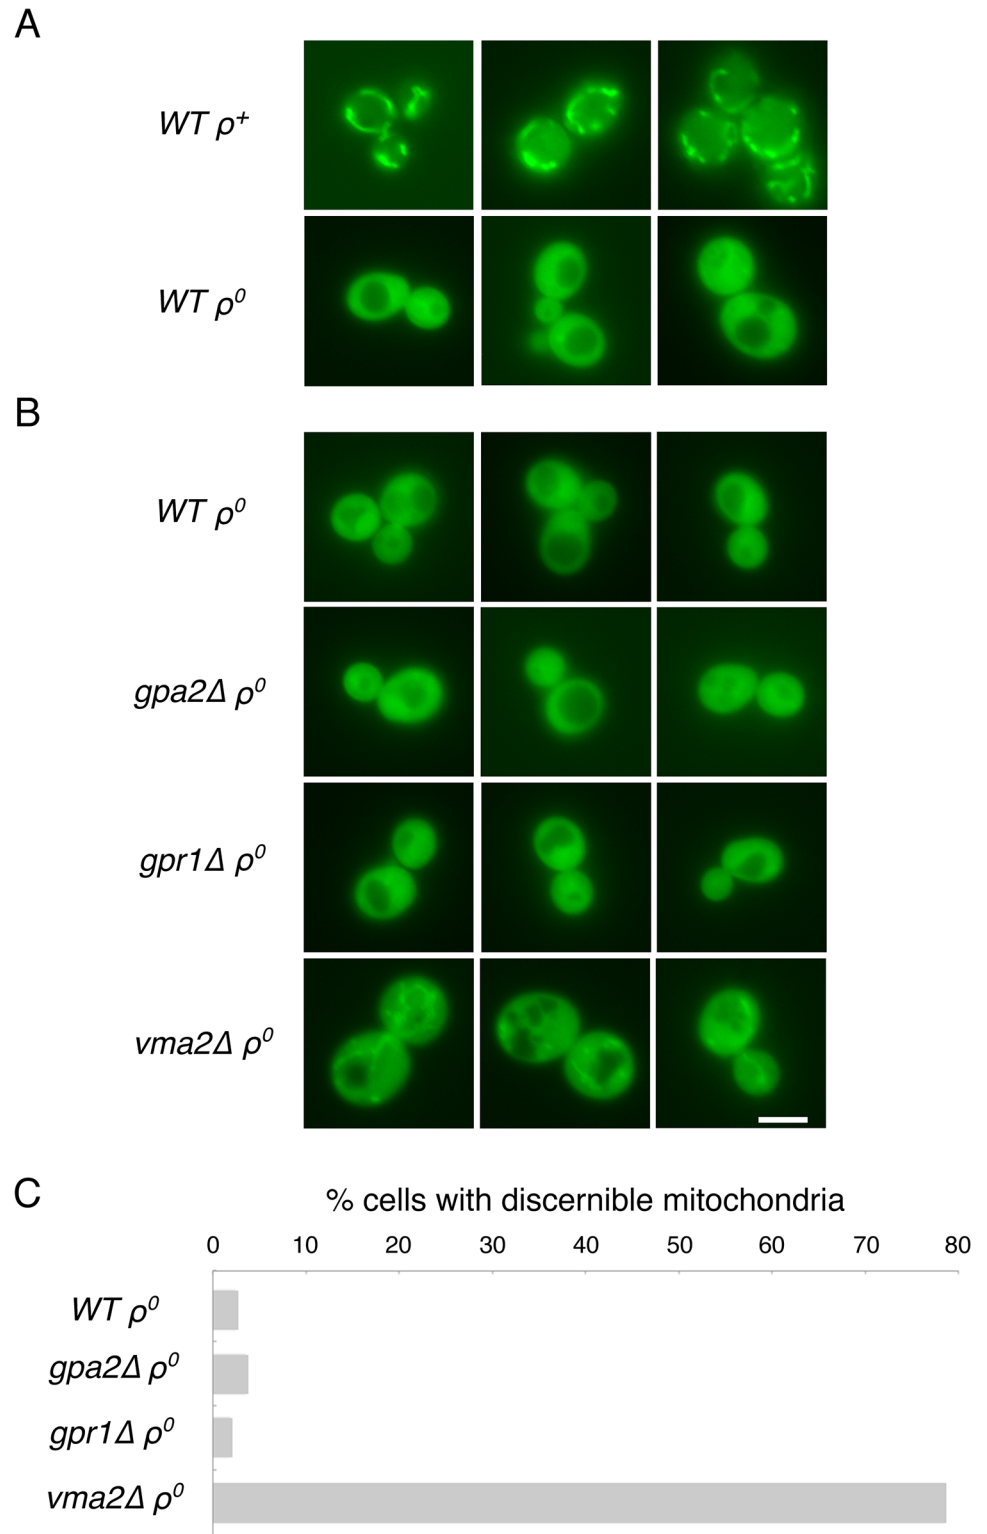 A
WT ρ⁺
WT ρ⁰
B
WT ρ⁰
gpa2Δ ρ⁰
gpr1Δ ρ⁰
vma2Δ ρ⁰
C
% cells with discernible mitochondria
0 10 20 30 40 50 60 70 80
WT ρ⁰
gpa2Δ ρ⁰
gpr1Δ ρ⁰
vma2Δ ρ⁰